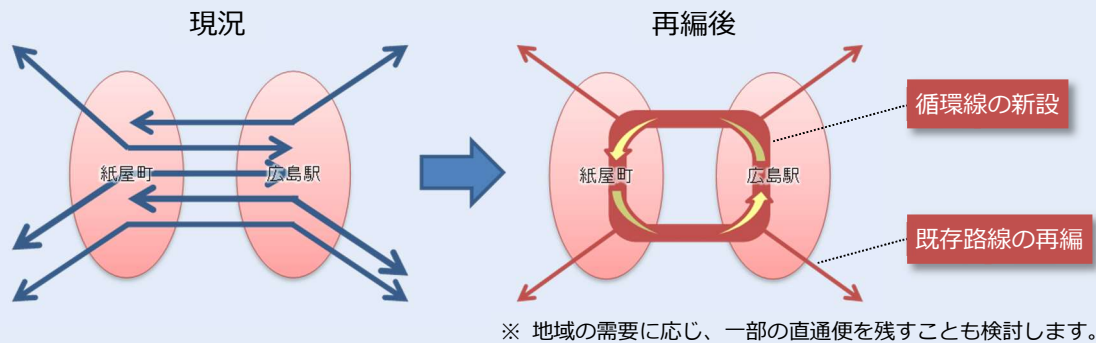 現況
再編後
紙屋町
広島駅
紙屋町
広島駅
循環線の新設
既存路線の再編
※ 地域の需要に応じ、一部の直通便を残すことも検討します。